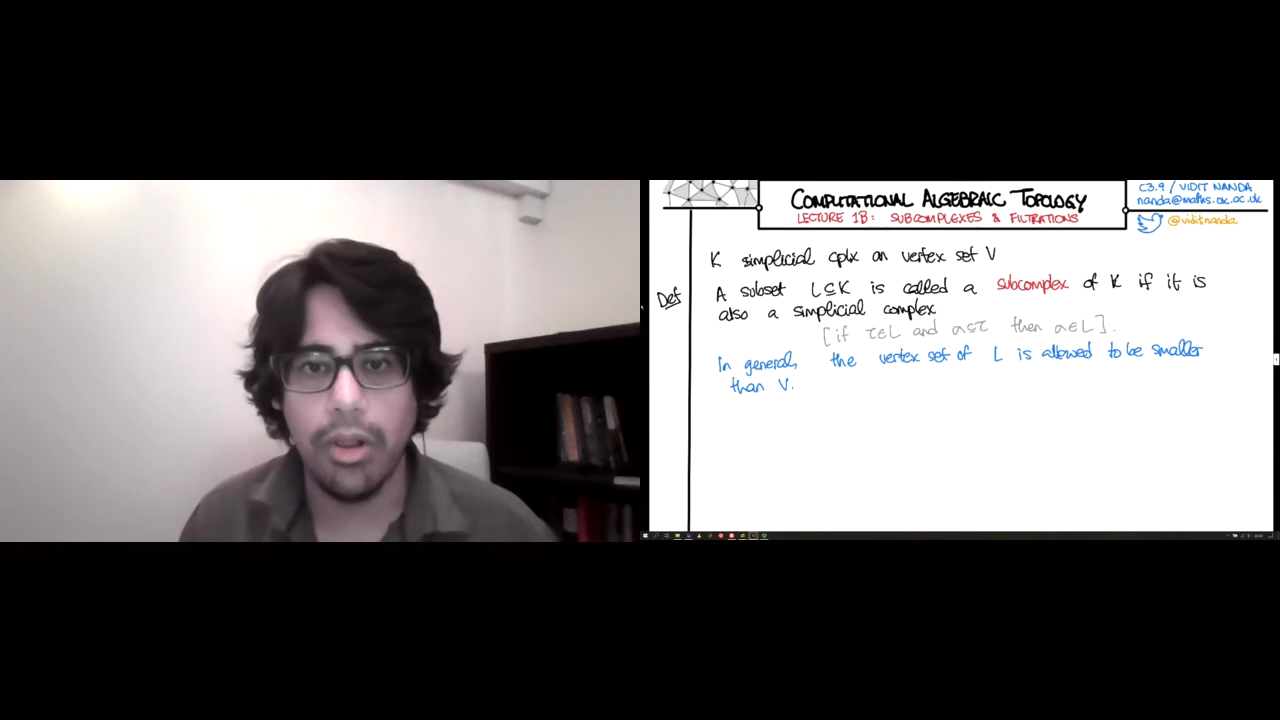 COMPUTATIONAL ALGEBRAIC TOPOLOGY
LECTURE 1B: SUBCOMPLEXES & FILTRATIONS
C3.9 / VIDIT NANDA
nanda@maths.ox.ac.uk
@viditnanda
K simplicial cplx on vertex set V
Def A subset L⊆K is called a subcomplex of K if it is
also a simplicial complex
[if τ∈L and σ⊆τ then σ∈L].
In general, the vertex set of L is allowed to be smaller
than V.